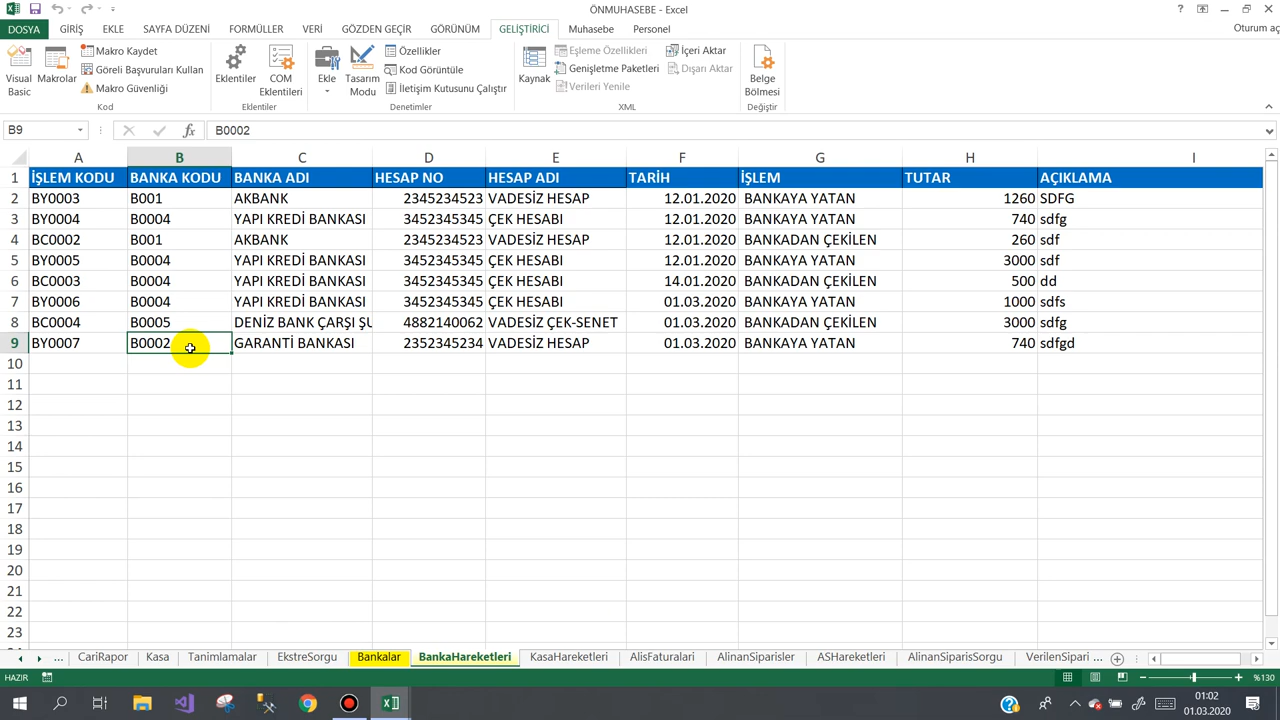 ÖNMUHASEBE - Excel
DOSYA GİRİŞ EKLE SAYFA DÜZENİ FORMÜLLER VERİ GÖZDEN GEÇİR GÖRÜNÜM GELİŞTİRİCİ Muhasebe Personel Oturum aç
Visual Basic
Makrolar
Makro Kaydet
Göreli Başvuruları Kullan
Makro Güvenliği
Kod
Eklentiler
COM Eklentileri
Eklentiler
Ekle
Tasarım Modu
Özellikler
Kod Görüntüle
İletişim Kutusunu Çalıştır
Denetimler
Kaynak
Eşleme Özellikleri
Genişletme Paketleri
Verileri Yenile
İçeri Aktar
Dışarı Aktar
XML
Belge Bölmesi
Değiştir
B9 fx B0002
A B C D E F G H I
1 İŞLEM KODU BANKA KODU BANKA ADI HESAP NO HESAP ADI TARİH İŞLEM TUTAR AÇIKLAMA
2 BY0003 B001 AKBANK 2345234523 VADESİZ HESAP 12.01.2020 BANKAYA YATAN 1260 SDFG
3 BY0004 B0004 YAPI KREDİ BANKASI 3452345345 ÇEK HESABI 12.01.2020 BANKAYA YATAN 740 sdfg
4 BC0002 B001 AKBANK 2345234523 VADESİZ HESAP 12.01.2020 BANKADAN ÇEKİLEN 260 sdf
5 BY0005 B0004 YAPI KREDİ BANKASI 3452345345 ÇEK HESABI 12.01.2020 BANKAYA YATAN 3000 sdf
6 BC0003 B0004 YAPI KREDİ BANKASI 3452345345 ÇEK HESABI 14.01.2020 BANKADAN ÇEKİLEN 500 dd
7 BY0006 B0004 YAPI KREDİ BANKASI 3452345345 ÇEK HESABI 01.03.2020 BANKAYA YATAN 1000 sdfs
8 BC0004 B0005 DENİZ BANK ÇARŞI ŞU 4882140062 VADESİZ ÇEK-SENET 01.03.2020 BANKADAN ÇEKİLEN 3000 sdfg
9 BY0007 B0002 GARANTİ BANKASI 2352345234 VADESİZ HESAP 01.03.2020 BANKAYA YATAN 740 sdfgd
10
11
12
13
14
15
16
17
18
19
20
21
22
23
... CariRapor Kasa Tanimlamalar EkstreSorgu Bankalar BankaHareketleri KasaHareketleri AlisFaturalari AlinanSiparisler ASHareketleri AlinanSiparisSorgu VerilenSipari ...
HAZIR %130
01:02
01.03.2020